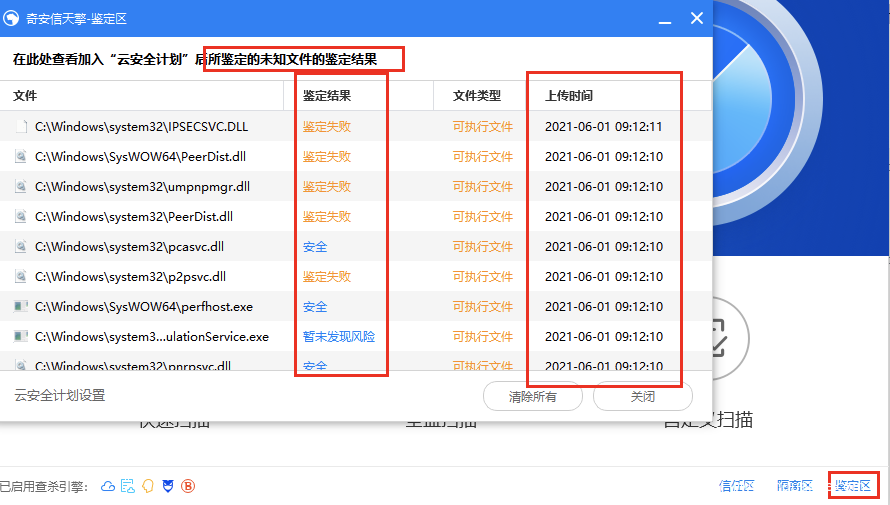 奇安信天擎-鉴定区
在此处查看加入“云安全计划”后所鉴定的未知文件的鉴定结果
文件 鉴定结果 文件类型 上传时间
C:\Windows\system32\IPSECSVC.DLL 鉴定失败 可执行文件 2021-06-01 09:12:11
C:\Windows\SysWOW64\PeerDist.dll 鉴定失败 可执行文件 2021-06-01 09:12:10
C:\Windows\system32\umpnpmgr.dll 鉴定失败 可执行文件 2021-06-01 09:12:10
C:\Windows\system32\PeerDist.dll 鉴定失败 可执行文件 2021-06-01 09:12:10
C:\Windows\system32\pcasvc.dll 安全 可执行文件 2021-06-01 09:12:10
C:\Windows\system32\p2psvc.dll 鉴定失败 可执行文件 2021-06-01 09:12:10
C:\Windows\SysWOW64\perfhost.exe 安全 可执行文件 2021-06-01 09:12:10
C:\Windows\system3...ulationService.exe 暂未发现风险 可执行文件 2021-06-01 09:12:10
C:\Windows\system32\pnrpsvc.dll 安全 可执行文件 2021-06-01 09:12:10
云安全计划设置 清除所有 关闭
快速扫描 全盘扫描 自定义扫描
已启用查杀引擎: 信任区 隔离区 鉴定区